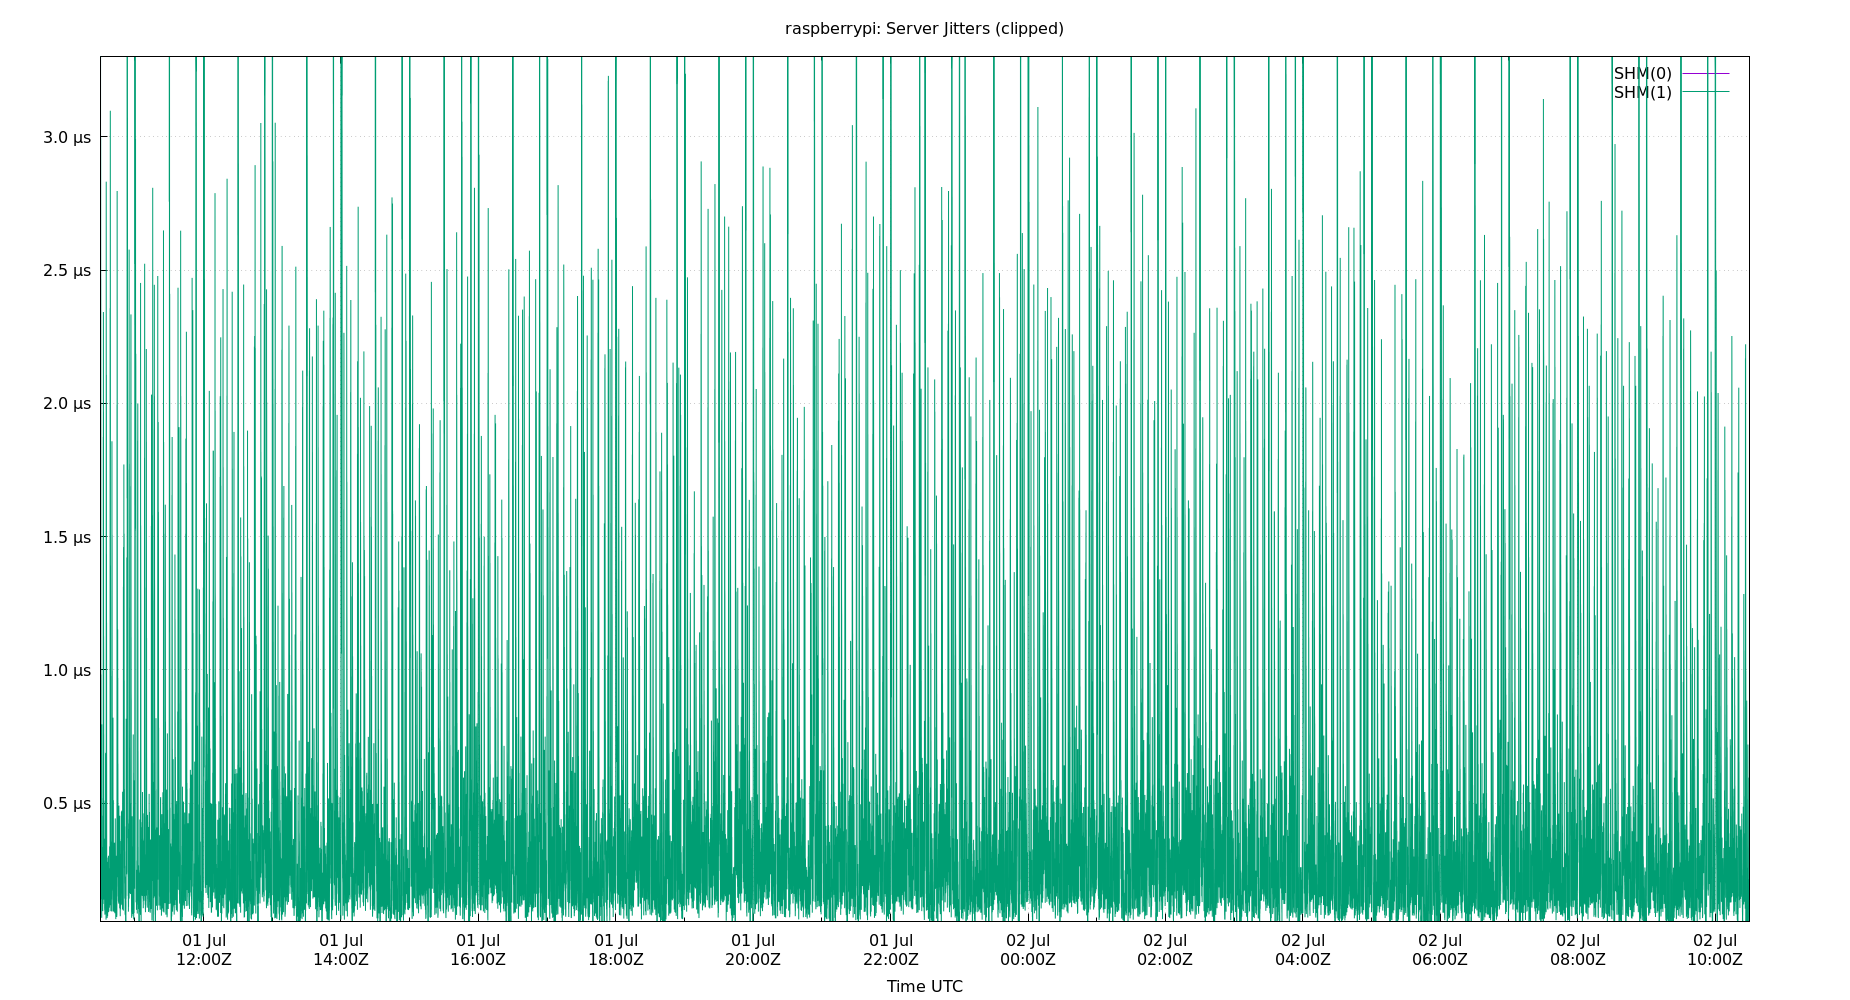 raspberrypi: Server Jitters (clipped)
SHM(0)
SHM(1)
3.0 μs
2.5 μs
2.0 μs
1.5 μs
1.0 μs
0.5 μs
01 Jul 01 Jul 01 Jul 01 Jul 01 Jul 01 Jul 02 Jul 02 Jul 02 Jul 02 Jul 02 Jul 02 Jul
12:00Z 14:00Z 16:00Z 18:00Z 20:00Z 22:00Z 00:00Z 02:00Z 04:00Z 06:00Z 08:00Z 10:00Z
Time UTC